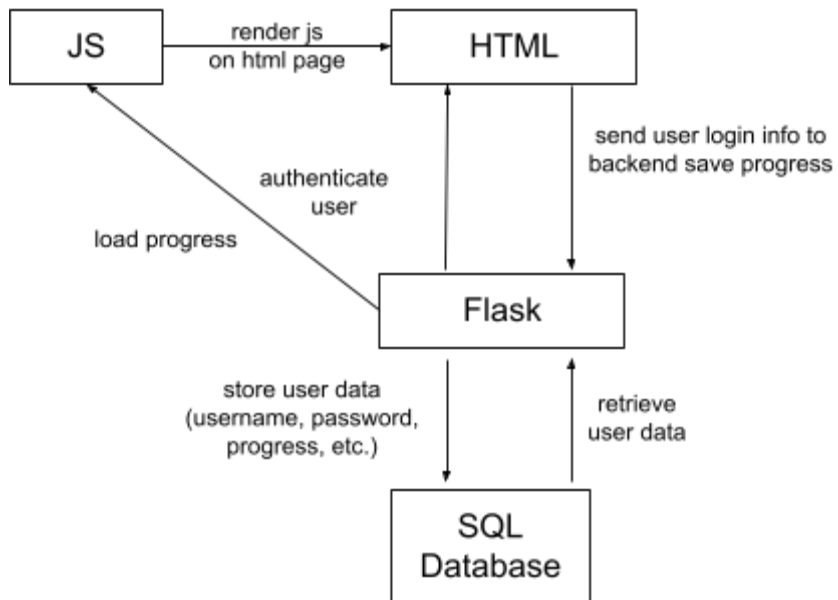 JS
render js
on html page
HTML
send user login info to
backend save progress
authenticate
user
load progress
Flask
store user data
(username, password,
progress, etc.)
retrieve
user data
SQL
Database